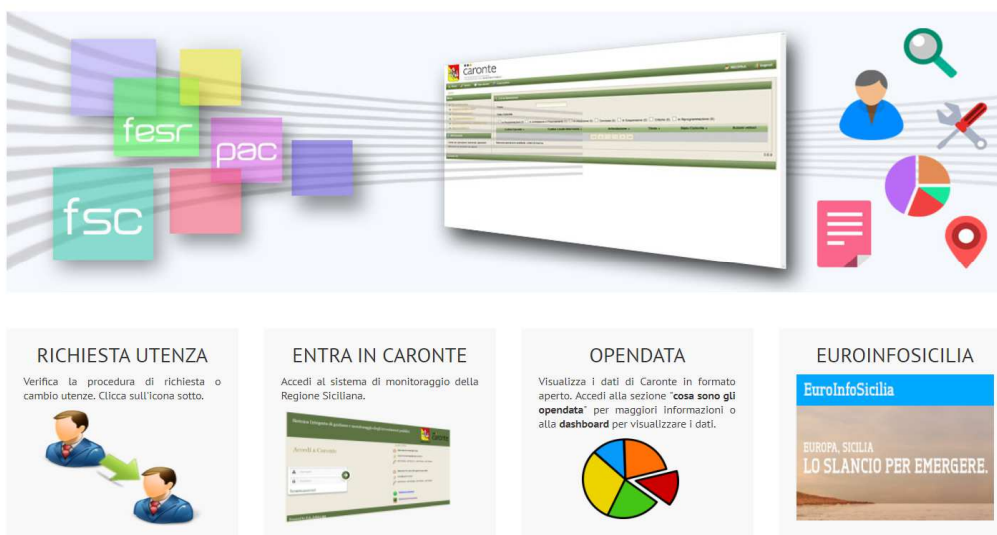 fesr
pac
fsc
caronte
RICHIESTA UTENZA
Verifica la procedura di richiesta o
cambio utenze. Clicca sull'icona sotto.
ENTRA IN CARONTE
Accedi al sistema di monitoraggio della
Regione Siciliana.
Accedi a Caronte
OPENDATA
Visualizza i dati di Caronte in formato
aperto. Accedi alla sezione "cosa sono gli
opendata" per maggiori informazioni o
alla dashboard per visualizzare i dati.
EUROINFOSICILIA
EuroInfoSicilia
EUROPA, SICILIA
LO SLANCIO PER EMERGERE.